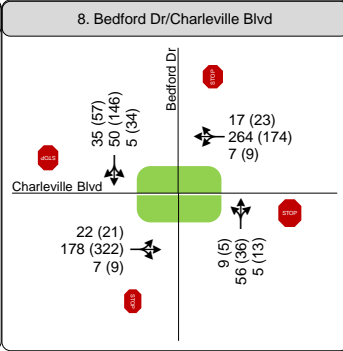 8. Bedford Dr/Charleville Blvd
Bedford Dr
STOP
35 (57)
50 (146)
5 (34)
17 (23)
264 (174)
7 (9)
STOP
Charleville Blvd
STOP
22 (21)
178 (322)
7 (9)
9 (5)
56 (36)
5 (13)
STOP